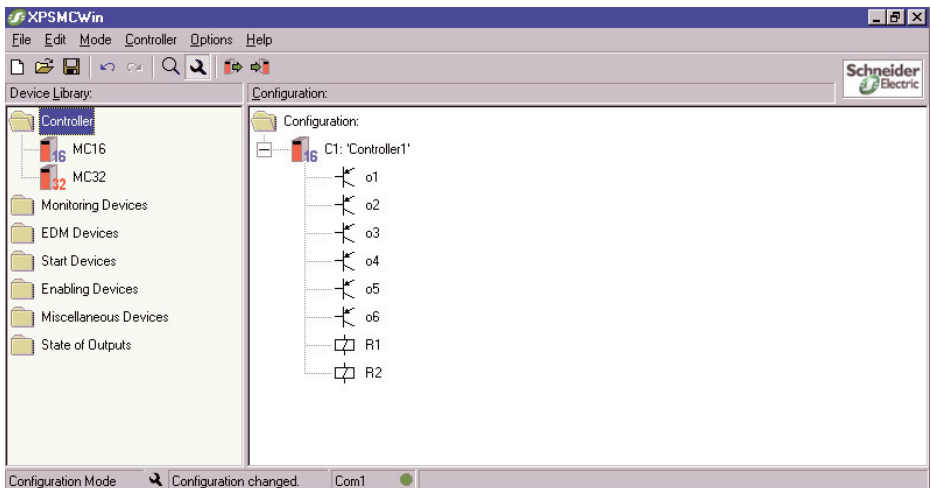 XPSMCWin
File Edit Mode Controller Options Help
Schneider
Electric
Device Library:
Configuration:
Controller
16 MC16
32 MC32
Monitoring Devices
EDM Devices
Start Devices
Enabling Devices
Miscellaneous Devices
State of Outputs
Configuration:
16 C1: 'Controller1'
o1
o2
o3
o4
o5
o6
R1
R2
Configuration Mode Configuration changed. Com1